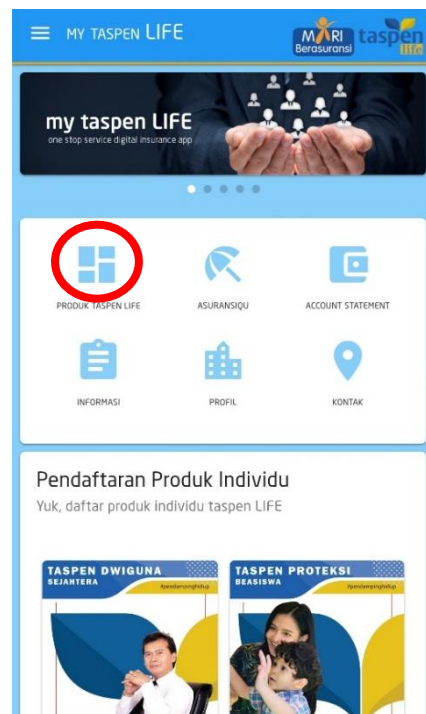 MY TASPEN LIFE
MARI
Berasuransi
taspen
life
my taspen LIFE
one stop service digital insurance app
PRODUK TASPEN LIFE
ASURANSIQU
ACCOUNT STATEMENT
INFORMASI
PROFIL
KONTAK
Pendaftaran Produk Individu
Yuk, daftar produk individu taspen LIFE
TASPEN DWIGUNA
SEJAHTERA
#pendampinghidup
TASPEN PROTEKSI
BEASISWA
#pendampinghidup